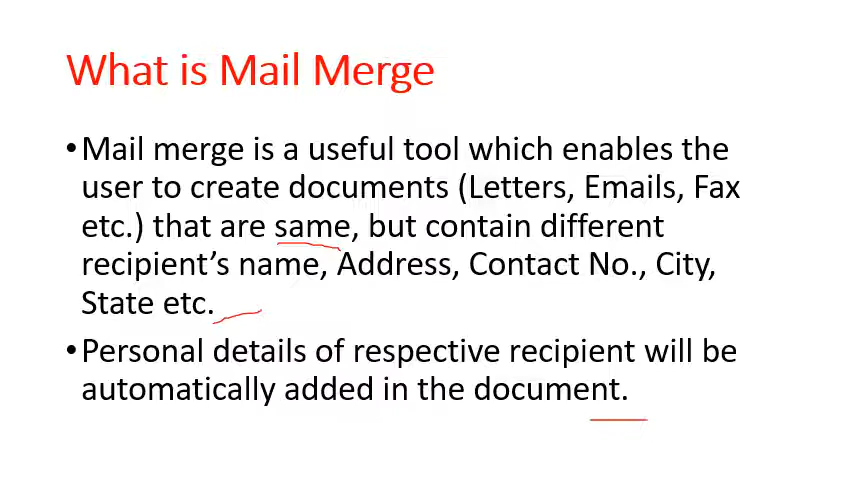 What is Mail Merge
•Mail merge is a useful tool which enables the
user to create documents (Letters, Emails, Fax
etc.) that are same, but contain different
recipient's name, Address, Contact No., City,
State etc.
•Personal details of respective recipient will be
automatically added in the document.